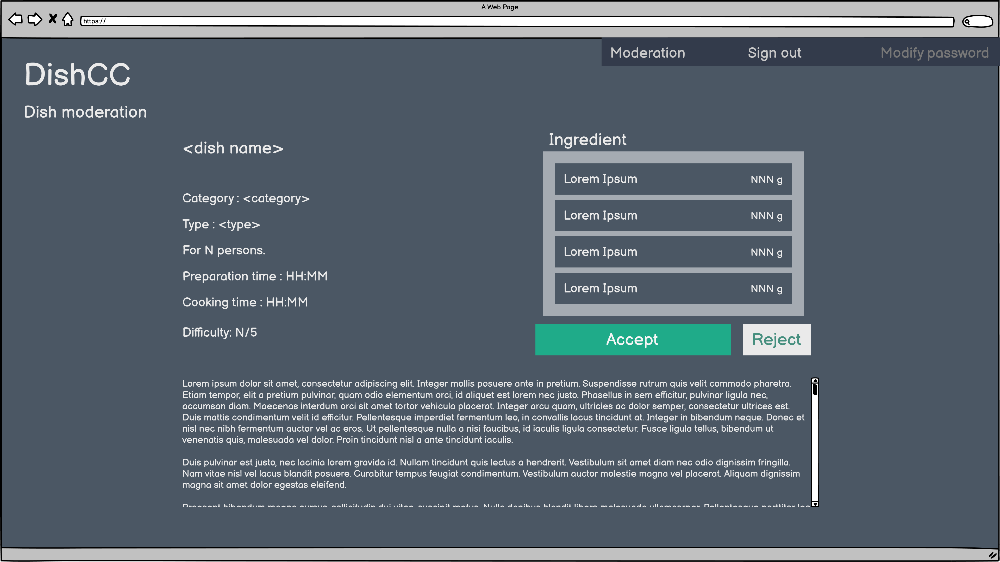 A Web Page
https://
Moderation
Sign out
Modify password
DishCC
Dish moderation
<dish name>
Category : <category>
Type : <type>
For N persons.
Preparation time : HH:MM
Cooking time : HH:MM
Difficulty: N/5
Ingredient
Lorem Ipsum NNN g
Lorem Ipsum NNN g
Lorem Ipsum NNN g
Lorem Ipsum NNN g
Accept
Reject
Lorem ipsum dolor sit amet, consectetur adipiscing elit. Integer mollis posuere ante in pretium. Suspendisse rutrum quis velit commodo pharetra.
Etiam tempor, elit a pretium pulvinar, quam odio elementum orci, id aliquet est lorem nec justo. Phasellus in sem efficitur, pulvinar ligula nec,
accumsan diam. Maecenas interdum orci sit amet tortor vehicula placerat. Integer arcu quam, ultricies ac dolor semper, consectetur ultrices est.
Duis mattis condimentum velit id efficitur. Pellentesque imperdiet fermentum leo, in convallis lacus tincidunt at. Integer in bibendum neque. Donec et
nisl nec nibh fermentum auctor vel ac eros. Ut pellentesque nulla a nisi faucibus, id iaculis ligula consectetur. Fusce ligula tellus, bibendum ut
venenatis quis, malesuada vel dolor. Proin tincidunt nisl a ante tincidunt iaculis.
Duis pulvinar est justo, nec lacinia lorem gravida id. Nullam tincidunt quis lectus a hendrerit. Vestibulum sit amet diam nec odio dignissim fringilla.
Nam vitae nisl vel lacus blandit posuere. Curabitur tempus feugiat condimentum. Vestibulum auctor molestie magna vel placerat. Aliquam dignissim
magna sit amet dolor egestas eleifend.
Praesent bibendum magna cursus, sollicitudin dui vitae, suscipit metus. Nulla dapibus blandit libero malesuada ullamcorper. Pellentesque porttitor leo